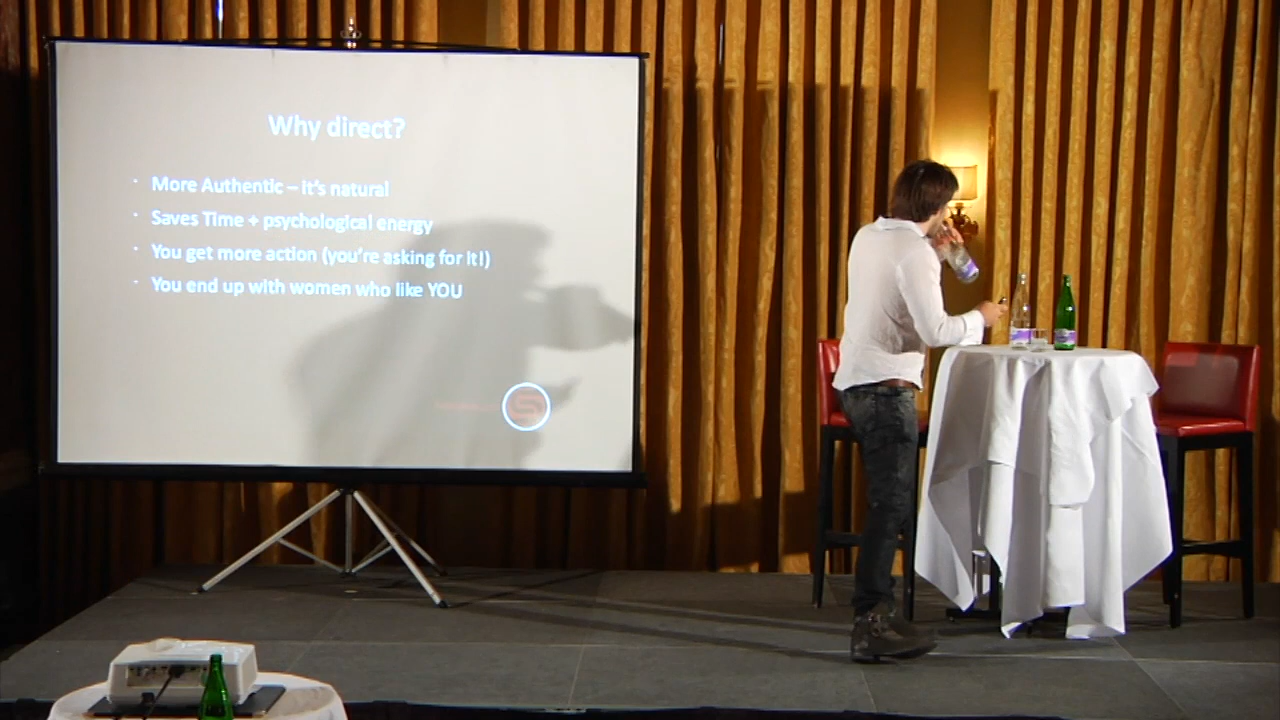 Why direct?
· More Authentic – it's natural
· Saves Time + psychological energy
· You get more action (you're asking for it!)
· You end up with women who like YOU